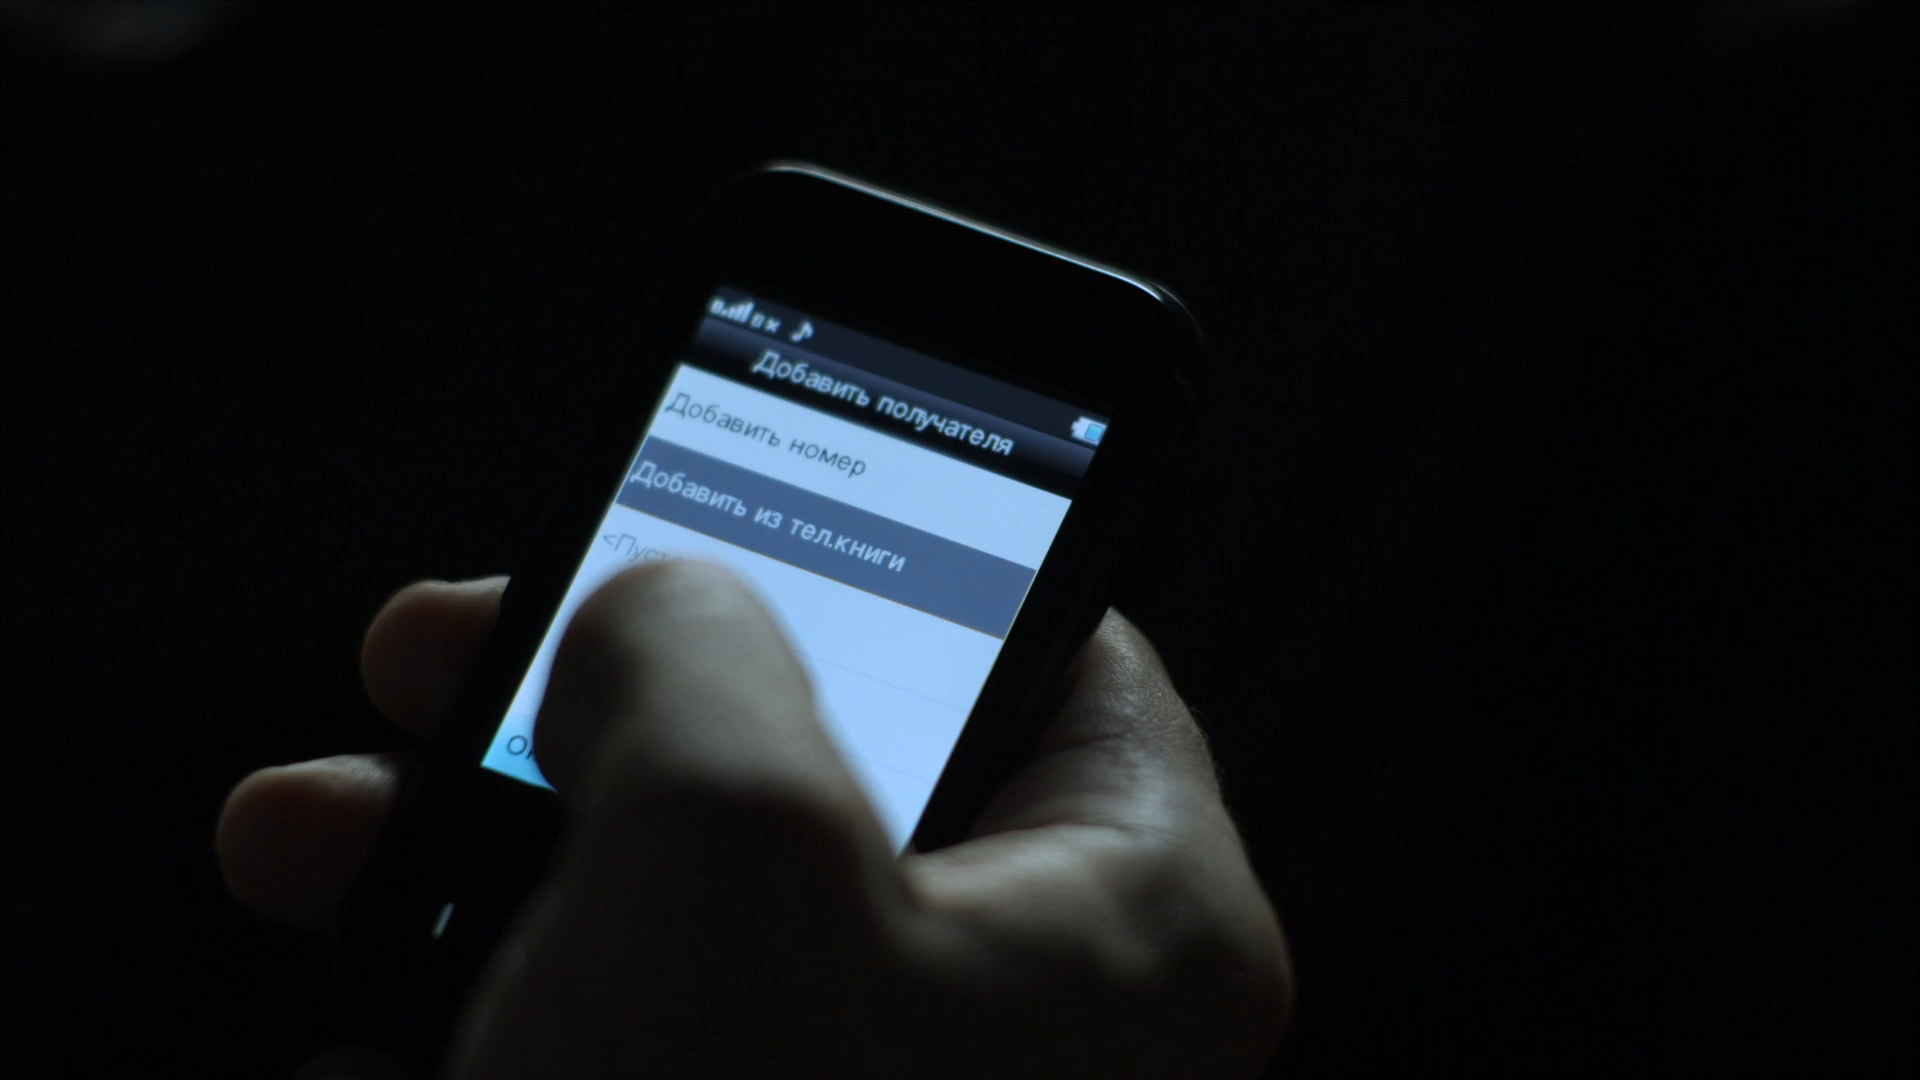 Добавить получателя
Добавить номер
Добавить из тел.книги